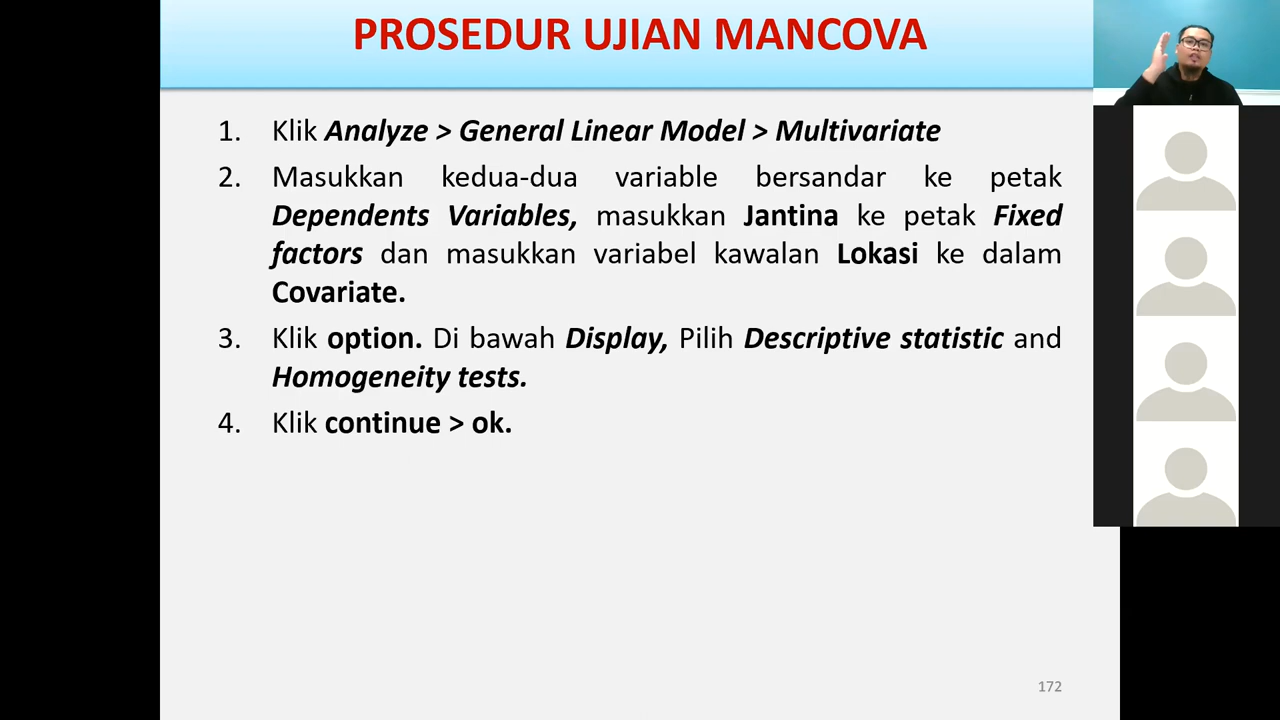 PROSEDUR UJIAN MANCOVA
1. Klik Analyze > General Linear Model > Multivariate
2. Masukkan kedua-dua variable bersandar ke petak
Dependents Variables, masukkan Jantina ke petak Fixed
factors dan masukkan variabel kawalan Lokasi ke dalam
Covariate.
3. Klik option. Di bawah Display, Pilih Descriptive statistic and
Homogeneity tests.
4. Klik continue > ok.
172